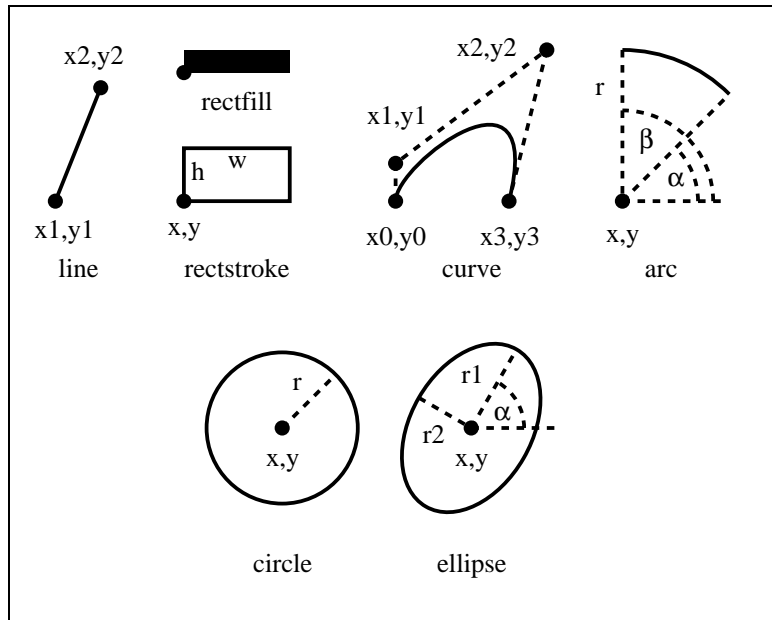 x2,y2
x1,y1
line
rectfill
h
w
x,y
rectstroke
x2,y2
x1,y1
x0,y0
x3,y3
curve
r
β
α
x,y
arc
r
x,y
circle
r1
α
r2
x,y
ellipse